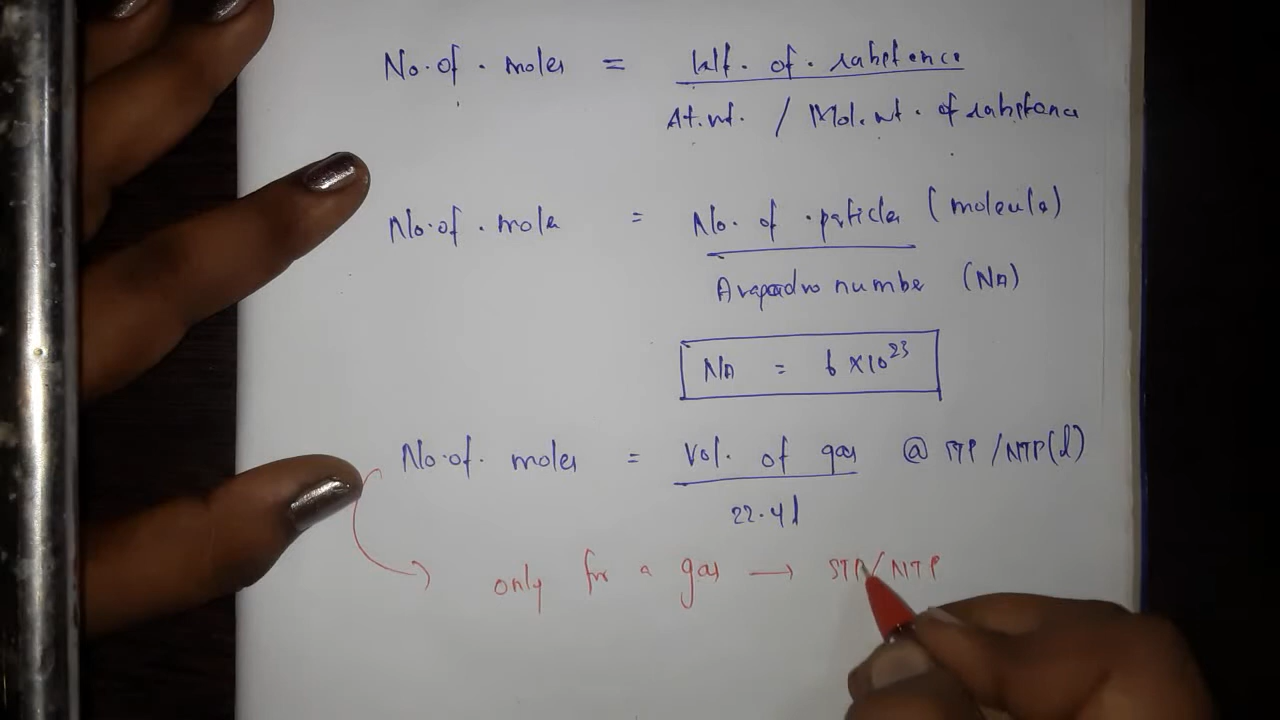 No. of. moles = Wt. of. substence
At. wt. / Mol. wt. of substance
No. of. mole = No. of. particles (molecules)
Avogadro number (NA)
NA = 6 x 10^23
No. of. moles = Vol. of gas @ STP / NTP (l)
22.4 l
only for a gas → STP / NTP